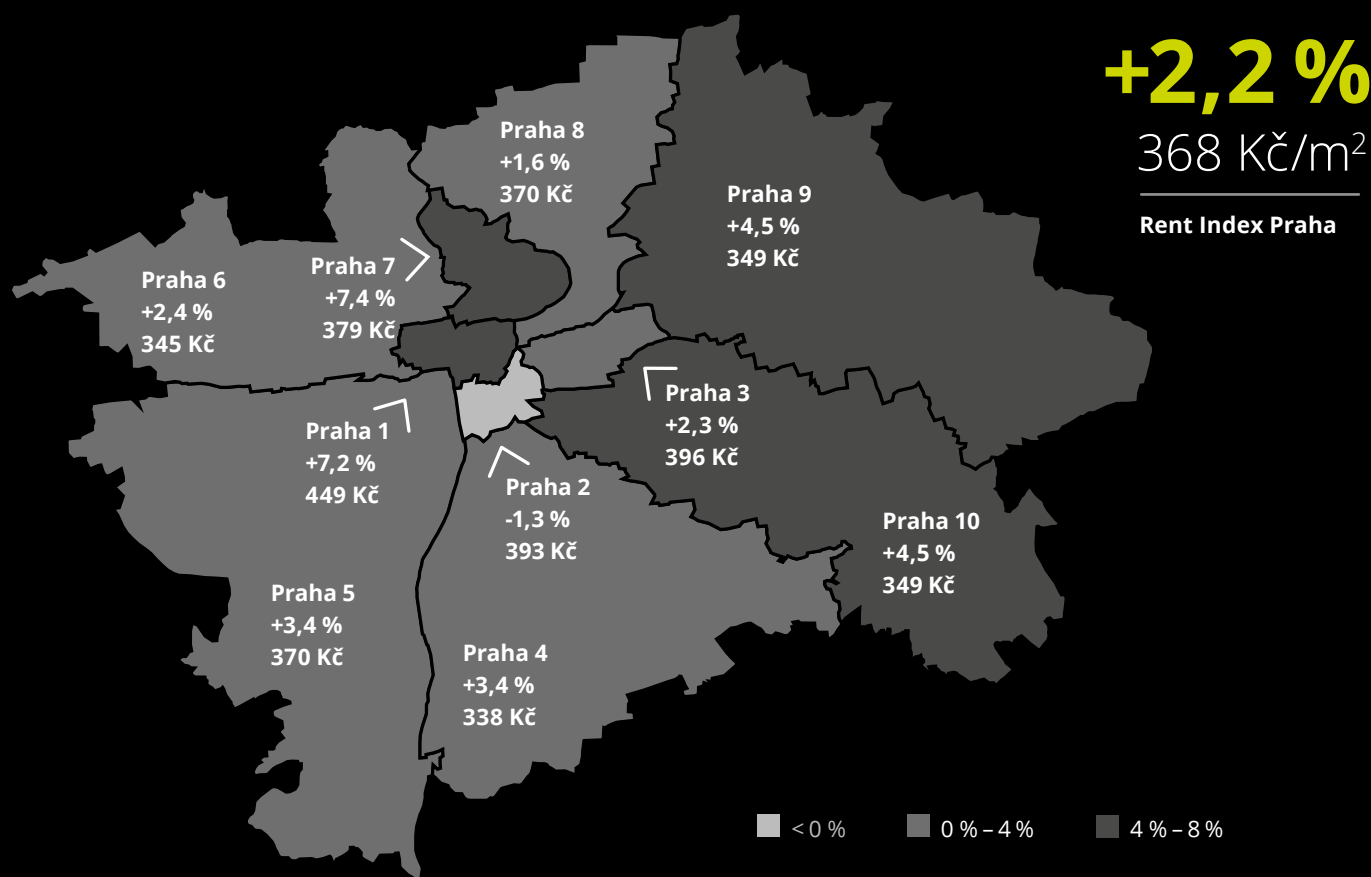 +2,2 %
368 Kč/m²
Rent Index Praha
Praha 8
+1,6 %
370 Kč
Praha 9
+4,5 %
349 Kč
Praha 6
+2,4 %
345 Kč
Praha 7
+7,4 %
379 Kč
Praha 3
+2,3 %
396 Kč
Praha 1
+7,2 %
449 Kč
Praha 2
-1,3 %
393 Kč
Praha 10
+4,5 %
349 Kč
Praha 5
+3,4 %
370 Kč
Praha 4
+3,4 %
338 Kč
< 0 %
0 % – 4 %
4 % – 8 %